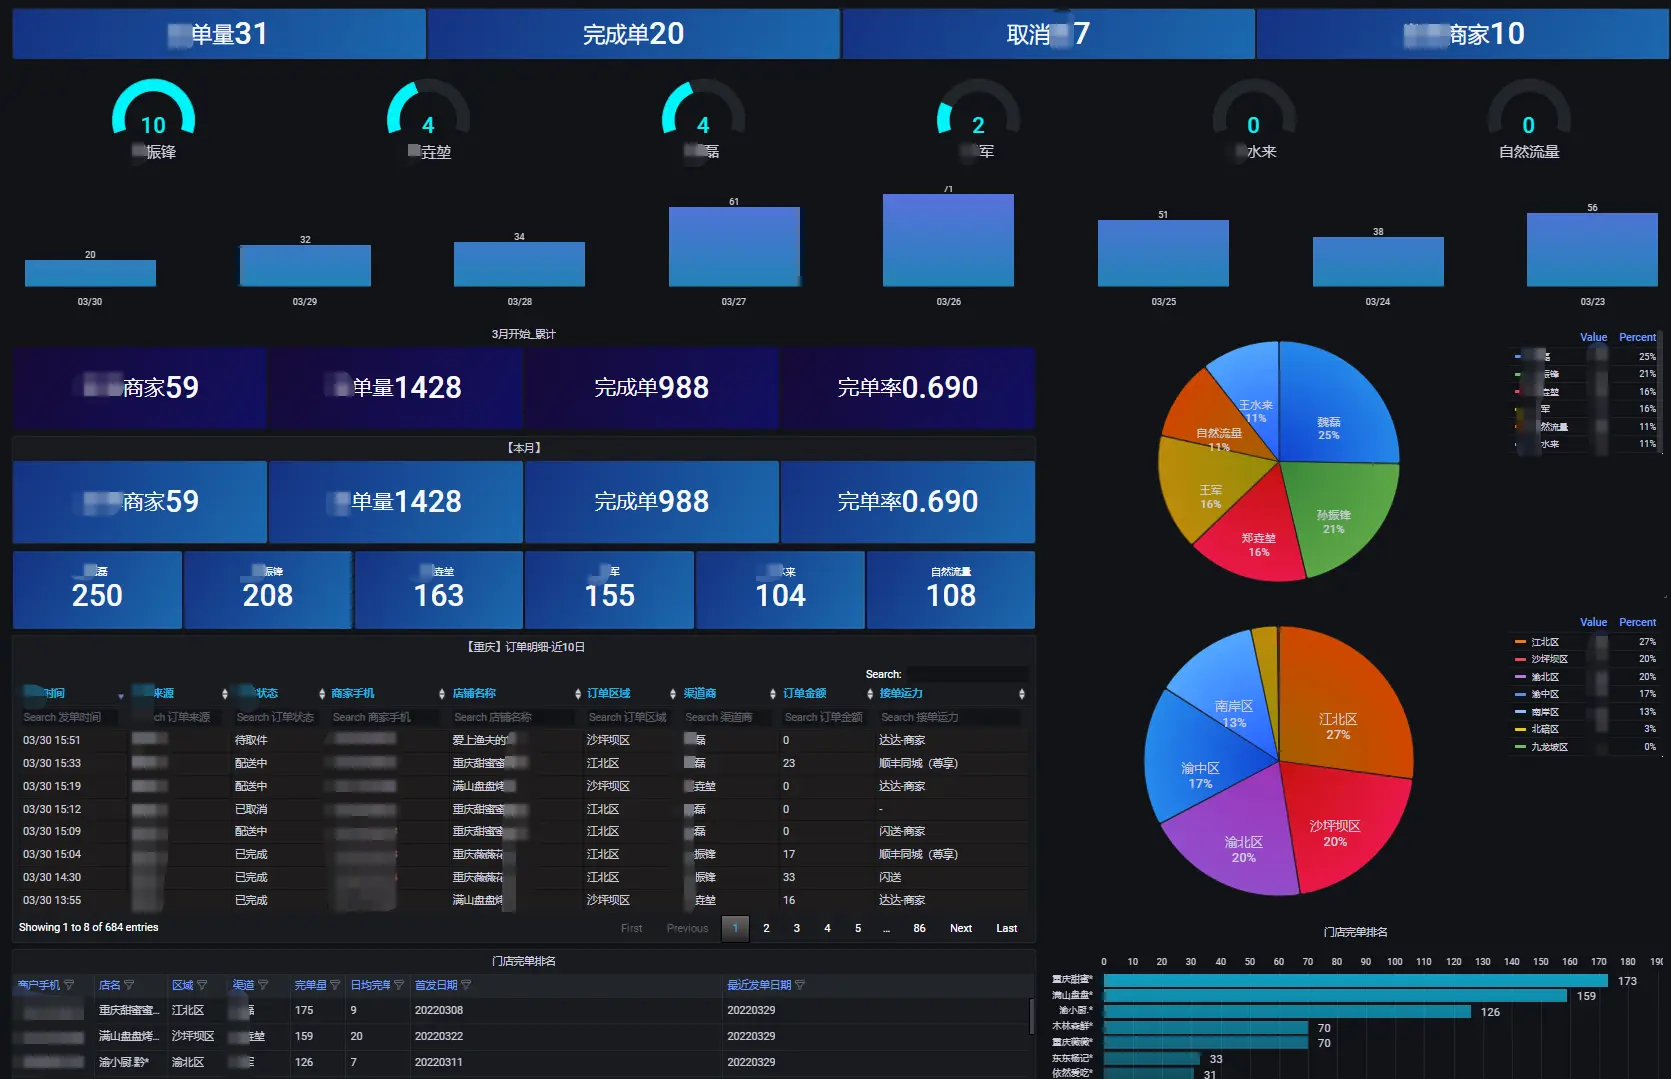 单量31
完成单20
取消 7
商家10
10
4
4
2
0
0
振锋
垚堃
磊
军
水来
自然流量
20
32
34
61
71
51
38
56
03/30
03/29
03/28
03/27
03/26
03/25
03/24
03/23
3月开始_累计
商家59
单量1428
完成单988
完单率0.690
【本月】
商家59
单量1428
完成单988
完单率0.690
磊
250
振锋
208
垚堃
163
军
155
来
104
自然流量
108
【重庆】订单明细-近10日
Search:
时间 来源 状态 商家手机 店铺名称 订单区域 渠道商 订单金额 接单运力
Search 发单时间 ch 订单来源 Search 订单状态 Search 商家手机 Search 店铺名称 Search 订单区域 Search 渠道商 Search 订单金额 Search 接单运力
03/30 15:51 待取件 爱上渔夫的 沙坪坝区 磊 0 达达-商家
03/30 15:33 配送中 重庆甜蜜蜜 江北区 磊 23 顺丰同城（尊享）
03/30 15:19 配送中 满山盘盘烤 沙坪坝区 垚堃 0 达达-商家
03/30 15:12 已取消 重庆甜蜜蜜 江北区 磊 0 -
03/30 15:09 配送中 重庆甜蜜蜜 江北区 磊 0 闪送-商家
03/30 15:04 已完成 重庆薇薇花 江北区 振锋 17 顺丰同城（尊享）
03/30 14:30 已完成 重庆薇薇花 江北区 振锋 33 闪送
03/30 13:55 已完成 满山盘盘烤 沙坪坝区 垚堃 16 达达-商家
Showing 1 to 8 of 684 entries
First Previous 1 2 3 4 5 ... 86 Next Last
门店完单排名
商户手机 店名 区域 渠道 完单量 日均完单 首发日期 最近发单日期
重庆甜蜜蜜... 江北区 磊 175 9 20220308 20220329
满山盘盘烤... 沙坪坝区 垚堃 159 20 20220322 20220329
渝小厨.黔* 渝北区 军 126 7 20220311 20220329
王水来
11%
魏磊
25%
自然流量
11%
王军
16%
孙振锋
21%
郑垚堃
16%
Value Percent
磊 25%
振锋 21%
垚堃 16%
军 16%
然流量 11%
水来 11%
南岸区
13%
江北区
27%
渝中区
17%
沙坪坝区
20%
渝北区
20%
Value Percent
江北区 27%
沙坪坝区 20%
渝北区 20%
渝中区 17%
南岸区 13%
北碚区 3%
九龙坡区 0%
门店完单排名
0 10 20 30 40 50 60 70 80 90 100 110 120 130 140 150 160 170 180 190
重庆甜蜜* 173
满山盘盘* 159
渝小厨.* 126
木林森鲜* 70
重庆薇薇* 70
东东杨记* 33
依然爱吃* 31